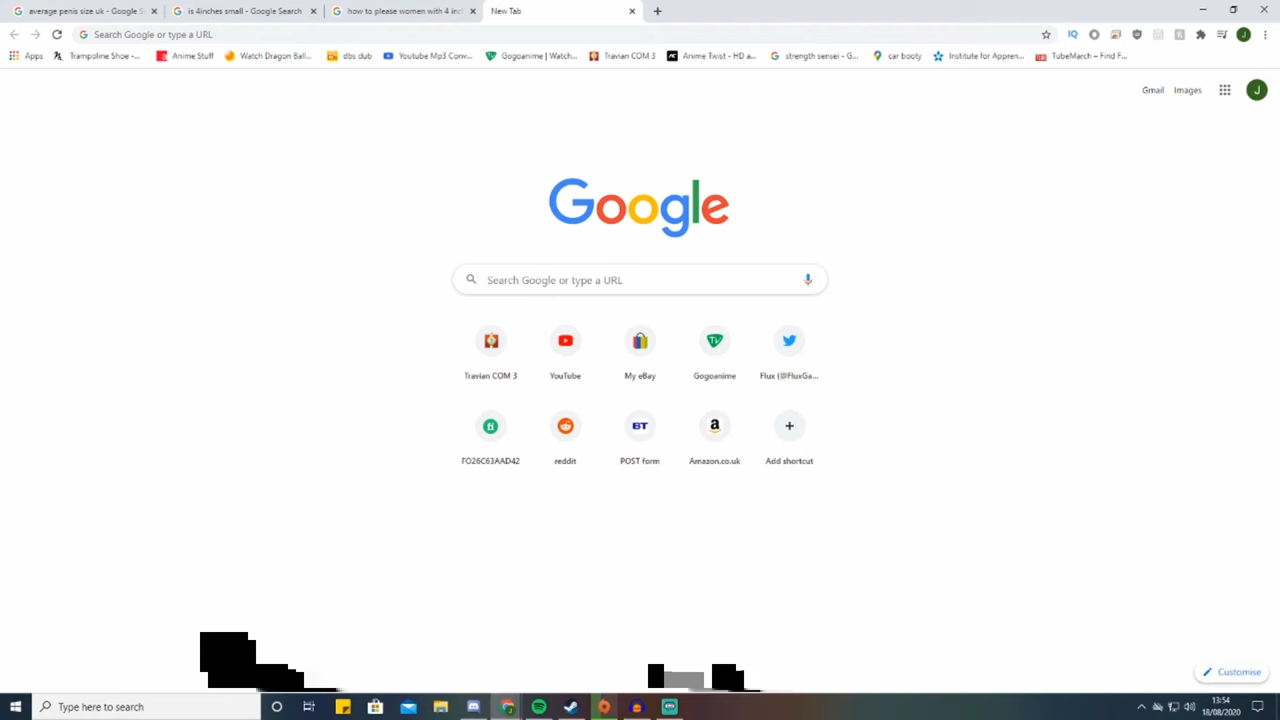 average penis size uk - Google S
is 4inches small - Google Search
how to please women with 4 inc
New Tab
Search Google or type a URL
Apps
Trampoline Shoe -...
Anime Stuff
Watch Dragon Ball...
dbs dub
Youtube Mp3 Conv...
Gogoanime | Watch...
Travian COM 3
Anime Twist - HD a...
strength sensei - G...
car booty
Institute for Appren...
TubeMarch – Find F...
Gmail
Images
J
Google
Search Google or type a URL
Travian COM 3
YouTube
My eBay
Gogoanime
Flux (@FluxGa...
FO26C63AAD42
reddit
POST form
Amazon.co.uk
Add shortcut
Customise
Type here to search
13:54
18/08/2020